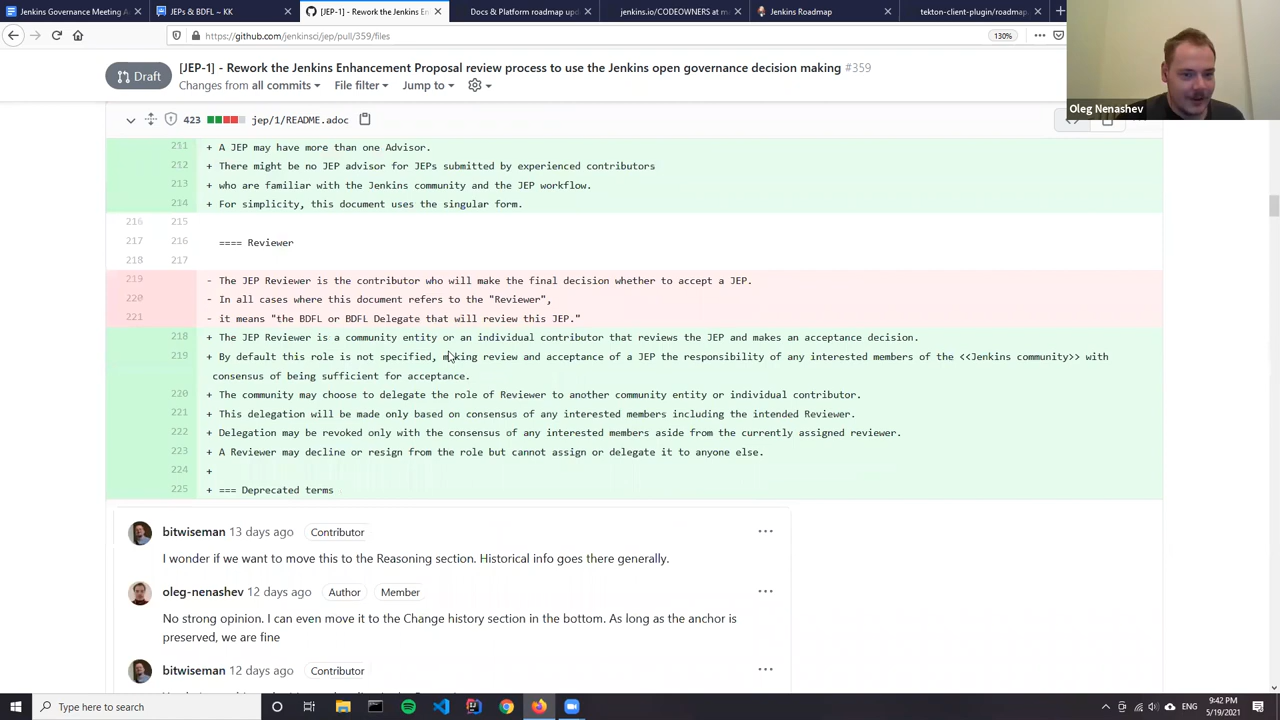 Jenkins Governance Meeting A
JEPs & BDFL ~ KK
[JEP-1] - Rework the Jenkins En
Docs & Platform roadmap upd
jenkins.io/CODEOWNERS at m
Jenkins Roadmap
tekton-client-plugin/roadmap.
https://github.com/jenkinsci/jep/pull/359/files
130%
Draft
[JEP-1] - Rework the Jenkins Enhancement Proposal review process to use the Jenkins open governance decision making #359
Changes from all commits
File filter
Jump to
Oleg Nenashev
423
jep/1/README.adoc
211 + A JEP may have more than one Advisor.
212 + There might be no JEP advisor for JEPs submitted by experienced contributors
213 + who are familiar with the Jenkins community and the JEP workflow.
214 + For simplicity, this document uses the singular form.
216 215
217 216 ==== Reviewer
218 217
219 - The JEP Reviewer is the contributor who will make the final decision whether to accept a JEP.
220 - In all cases where this document refers to the "Reviewer",
221 - it means "the BDFL or BDFL Delegate that will review this JEP."
218 + The JEP Reviewer is a community entity or an individual contributor that reviews the JEP and makes an acceptance decision.
219 + By default this role is not specified, making review and acceptance of a JEP the responsibility of any interested members of the <<Jenkins community>> with
consensus of being sufficient for acceptance.
220 + The community may choose to delegate the role of Reviewer to another community entity or individual contributor.
221 + This delegation will be made only based on consensus of any interested members including the intended Reviewer.
222 + Delegation may be revoked only with the consensus of any interested members aside from the currently assigned reviewer.
223 + A Reviewer may decline or resign from the role but cannot assign or delegate it to anyone else.
224 +
225 + === Deprecated terms
bitwiseman 13 days ago Contributor
I wonder if we want to move this to the Reasoning section. Historical info goes there generally.
oleg-nenashev 12 days ago Author Member
No strong opinion. I can even move it to the Change history section in the bottom. As long as the anchor is
preserved, we are fine
bitwiseman 12 days ago Contributor
Type here to search
ENG
9:42 PM
5/19/2021